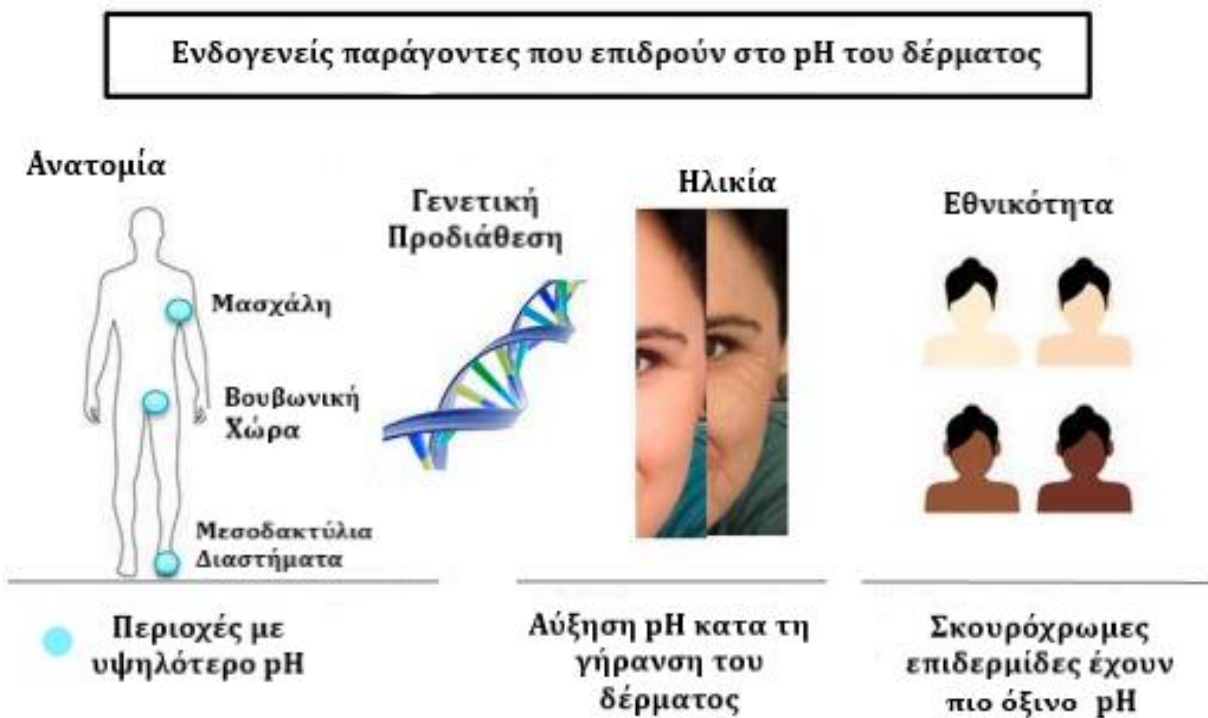 Ενδογενείς παράγοντες που επιδρούν στο pH του δέρματος
Ανατομία
Μασχάλη
Βουβωνική
Χώρα
Μεσοδακτύλια
Διαστήματα
Περιοχές με
υψηλότερο pH
Γενετική
Προδιάθεση
Ηλικία
Αύξηση pH κατα τη
γήρανση του
δέρματος
Εθνικότητα
Σκουρόχρωμες
επιδερμίδες έχουν
πιο όξινο pH